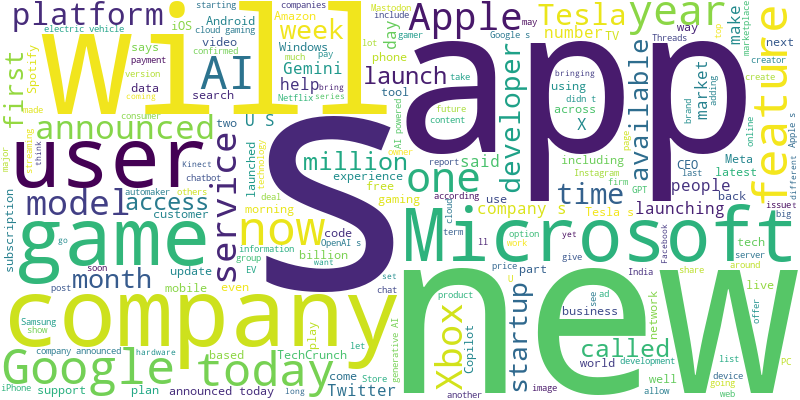 platform
will
Apple
Tesla
year
electric vehicle
starting
companies
Mastodon
include
Google s
may
cloud gaming
Android
iOS
Amazon
week
gamer
number
TV
day
way
Threads
make
marketplace
top
confirmed
video
says
Windows
lot
phone
next
creator
first
Spotify
payment
version
AI
much
pay
Gemini
launch
take
data
coming
search
help
bring
Netflix
series
tool
bringing
didn t
using
brand
adding
market
create
announced
consumer
made
U S
AI powered
future
content
developer
across
X
available
online
feature
app
S
user
Kinect
chatbot
two
service
launched
technology
million
owner
report
said
including
Instagram
firm
GPT
page
CEO
last
Meta
latest
different
Apple s
major
streaming
think
automaker
others
experience
deal
free
according
one
time
people
model
access
customer
morning
gaming
use
company s
Tesla s
launching
back
issue
big
subscription
game
now
code
OpenAI s
cloud
term
Microsoft
tech
go
information
group
billion
want
ll
option
work
yet
Facebook
server
around
soon
month
update
EV
even
set
chat
price
U
part
give
India
share
post
mobile
company
play
generative AI
Xbox
Copilot
product
startup
new
see
ad
business
network
live
offer
Samsung
show
let
called
company announced
hardware
based
TechCrunch
world
development
well
list
PC
Google
today
come
Store
device
going
iPhone
support
plan
announced today
long
Twitter
another
image
allow
web